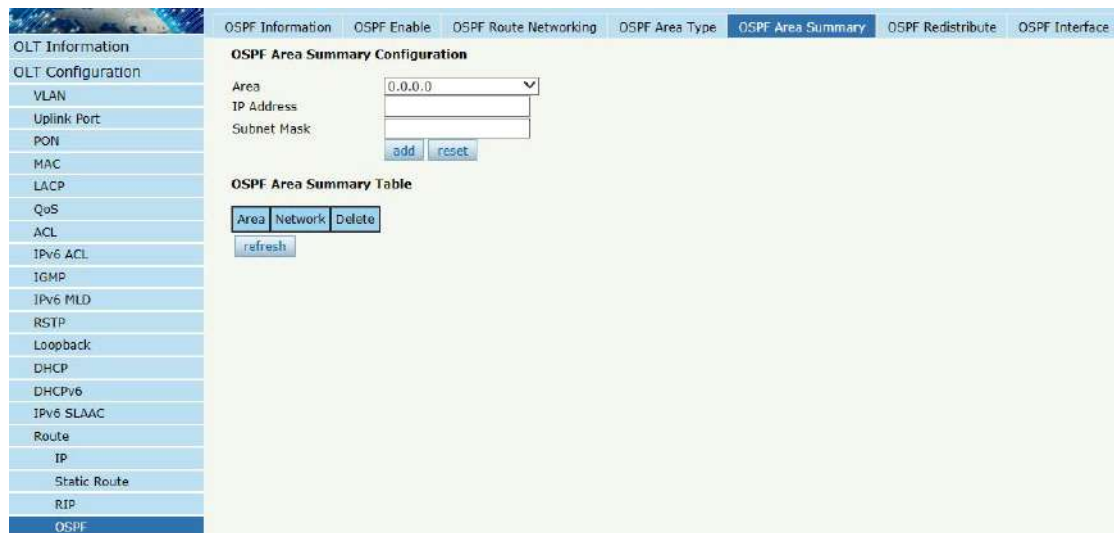 OSPF Information OSPF Enable OSPF Route Networking OSPF Area Type OSPF Area Summary OSPF Redistribute OSPF Interface
OLT Information
OLT Configuration
VLAN
Uplink Port
PON
MAC
LACP
QoS
ACL
IPv6 ACL
IGMP
IPv6 MLD
RSTP
Loopback
DHCP
DHCPv6
IPv6 SLAAC
Route
IP
Static Route
RIP
OSPF
OSPF Area Summary Configuration
Area 0.0.0.0
IP Address
Subnet Mask
add reset
OSPF Area Summary Table
Area Network Delete
refresh